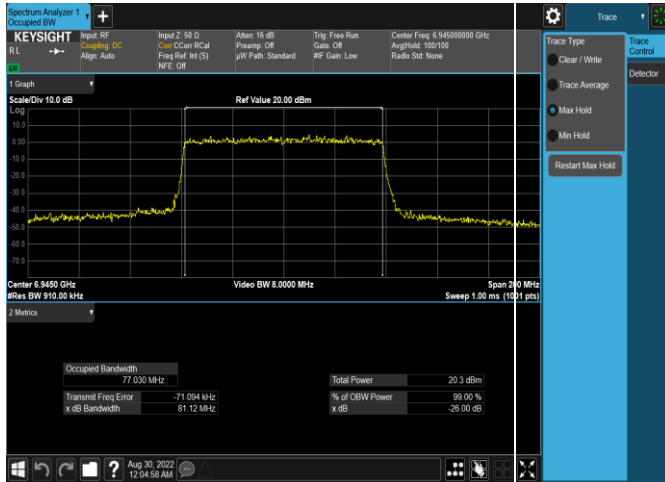 Spectrum Analyzer 1
Occupied BW
+
KEYSIGHT
R L
LXI
Input: RF
Coupling: DC
Align: Auto
Input Z: 50 Ω
Corr CCorr RCal
Freq Ref: Int (S)
NFE: Off
Atten: 16 dB
Preamp: Off
µW Path: Standard
Trig: Free Run
Gate: Off
#IF Gain: Low
Center Freq: 6.945000000 GHz
Avg|Hold: 100/100
Radio Std: None
1 Graph
Scale/Div 10.0 dB
Ref Value 20.00 dBm
Log
10.0
0.00
-10.0
-20.0
-30.0
-40.0
-50.0
-60.0
-70.0
Center 6.9450 GHz
#Res BW 910.00 kHz
Video BW 8.0000 MHz
Span 200 MHz
Sweep 1.00 ms (1001 pts)
2 Metrics
Occupied Bandwidth
77.030 MHz
Transmit Freq Error -71.094 kHz
x dB Bandwidth 81.12 MHz
Total Power 20.3 dBm
% of OBW Power 99.00 %
x dB -26.00 dB
?
Aug 30, 2022
12:04:58 AM
Trace
Trace Type
Clear / Write
Trace Average
Max Hold
Min Hold
Restart Max Hold
Trace
Control
Detector